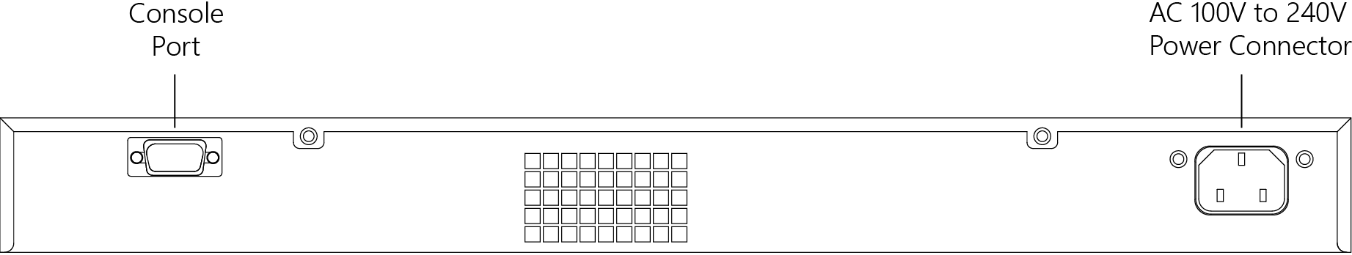 Console
Port
AC 100V to 240V
Power Connector